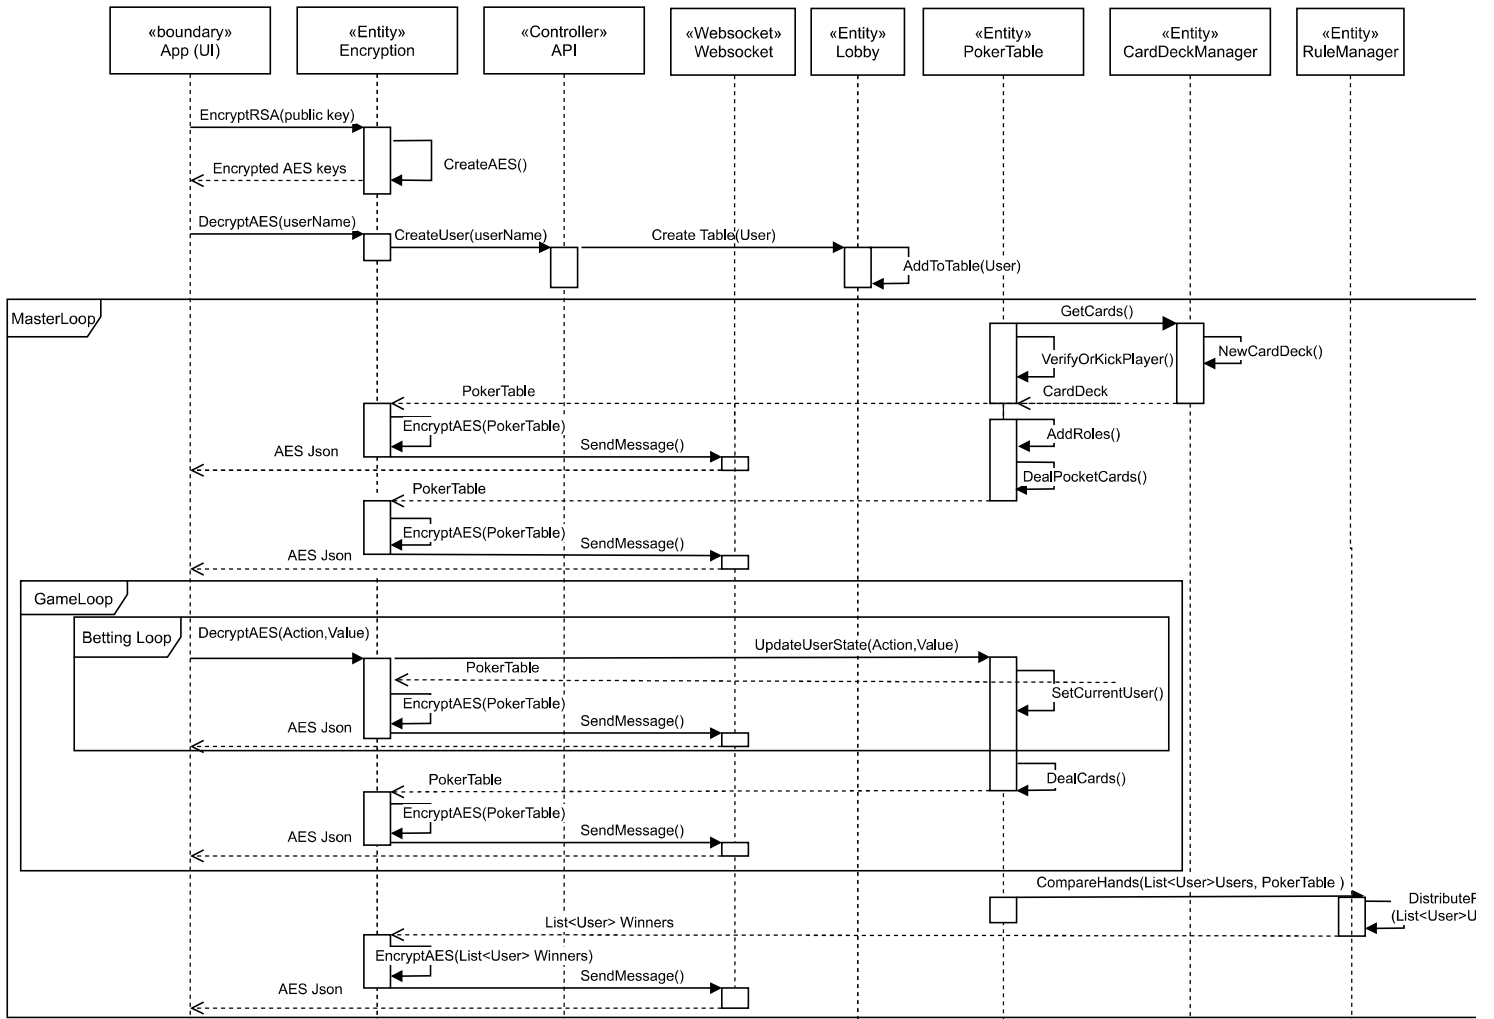 «boundary»
App (UI)
«Entity»
Encryption
«Controller»
API
«Websocket»
Websocket
«Entity»
Lobby
«Entity»
PokerTable
«Entity»
CardDeckManager
«Entity»
RuleManager
EncryptRSA(public key)
CreateAES()
Encrypted AES keys
DecryptAES(userName)
CreateUser(userName)
Create Table(User)
AddToTable(User)
MasterLoop
GetCards()
NewCardDeck()
VerifyOrKickPlayer()
PokerTable
CardDeck
EncryptAES(PokerTable)
AddRoles()
SendMessage()
AES Json
DealPocketCards()
PokerTable
EncryptAES(PokerTable)
SendMessage()
AES Json
GameLoop
Betting Loop
DecryptAES(Action,Value)
UpdateUserState(Action,Value)
PokerTable
SetCurrentUser()
EncryptAES(PokerTable)
SendMessage()
AES Json
PokerTable
DealCards()
EncryptAES(PokerTable)
SendMessage()
AES Json
CompareHands(List<User>Users, PokerTable )
(List<User>U
List<User> Winners
EncryptAES(List<User> Winners)
SendMessage()
AES Json